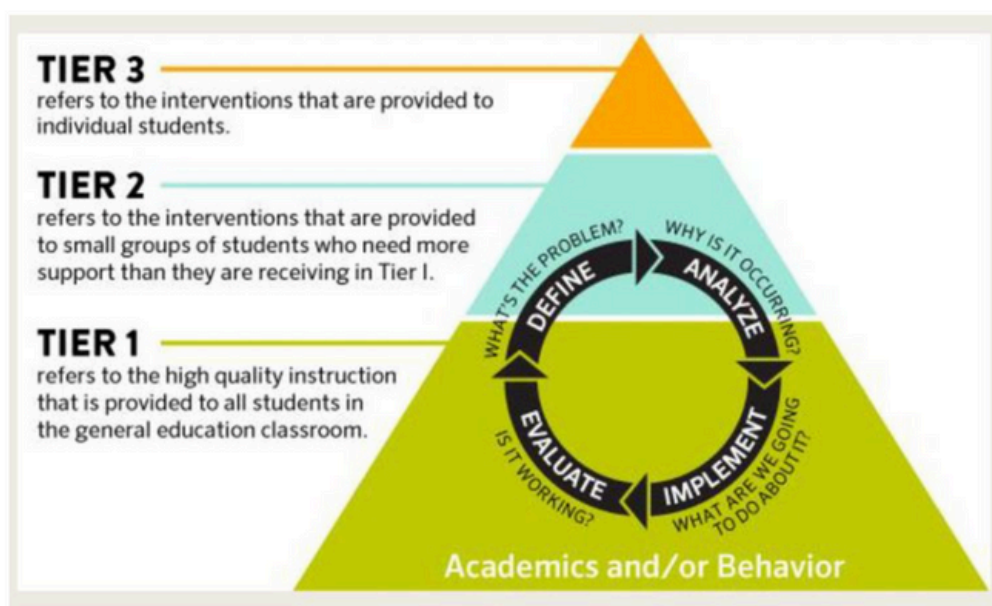 TIER 3
refers to the interventions that are provided to
individual students.
TIER 2
refers to the interventions that are provided
to small groups of students who need more
support than they are receiving in Tier I.
TIER 1
refers to the high quality instruction
that is provided to all students in
the general education classroom.
WHAT'S THE PROBLEM?
DEFINE
WHY IS IT OCCURRING?
ANALYZE
IMPLEMENT
WHAT ARE WE GOING
TO DO ABOUT IT?
EVALUATE
IS IT WORKING?
Academics and/or Behavior